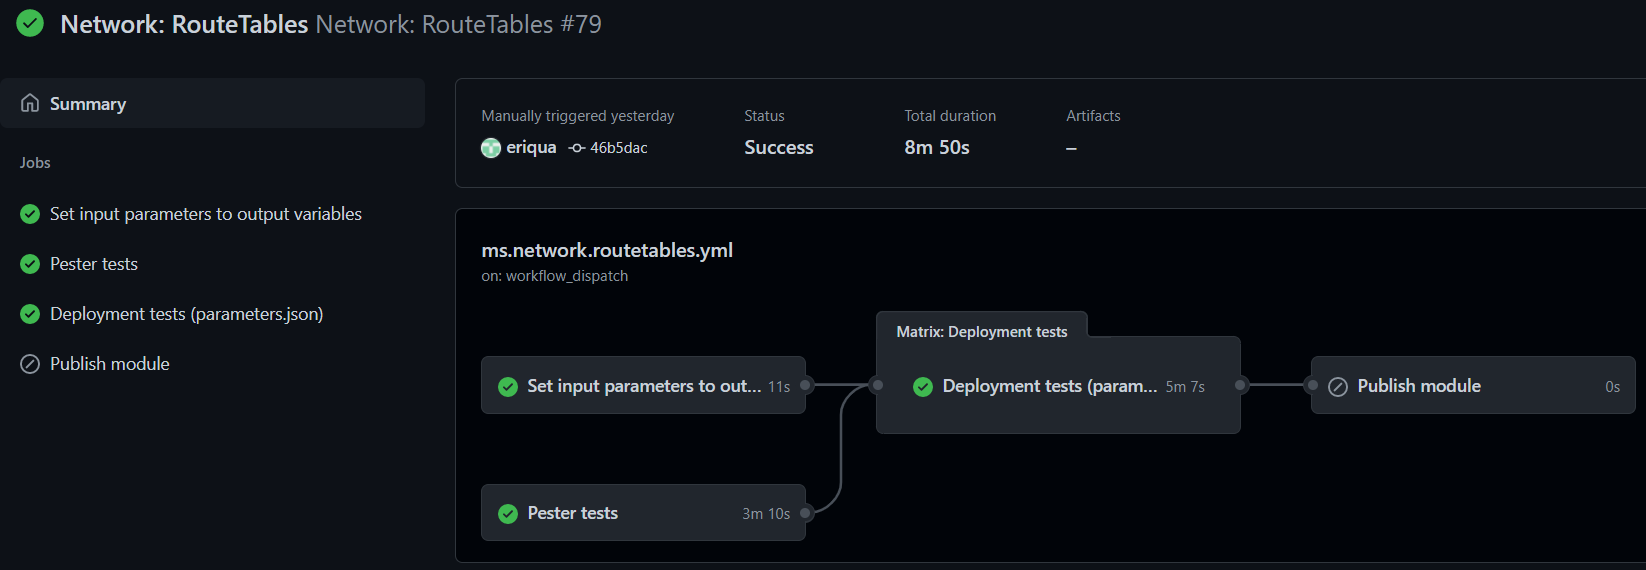 Network: RouteTables Network: RouteTables #79
Summary
Jobs
Set input parameters to output variables
Pester tests
Deployment tests (parameters.json)
Publish module
Manually triggered yesterday
eriqua 46b5dac
Status
Success
Total duration
8m 50s
Artifacts
–
ms.network.routetables.yml
on: workflow_dispatch
Matrix: Deployment tests
Set input parameters to out... 11s
Deployment tests (param... 5m 7s
Publish module 0s
Pester tests 3m 10s